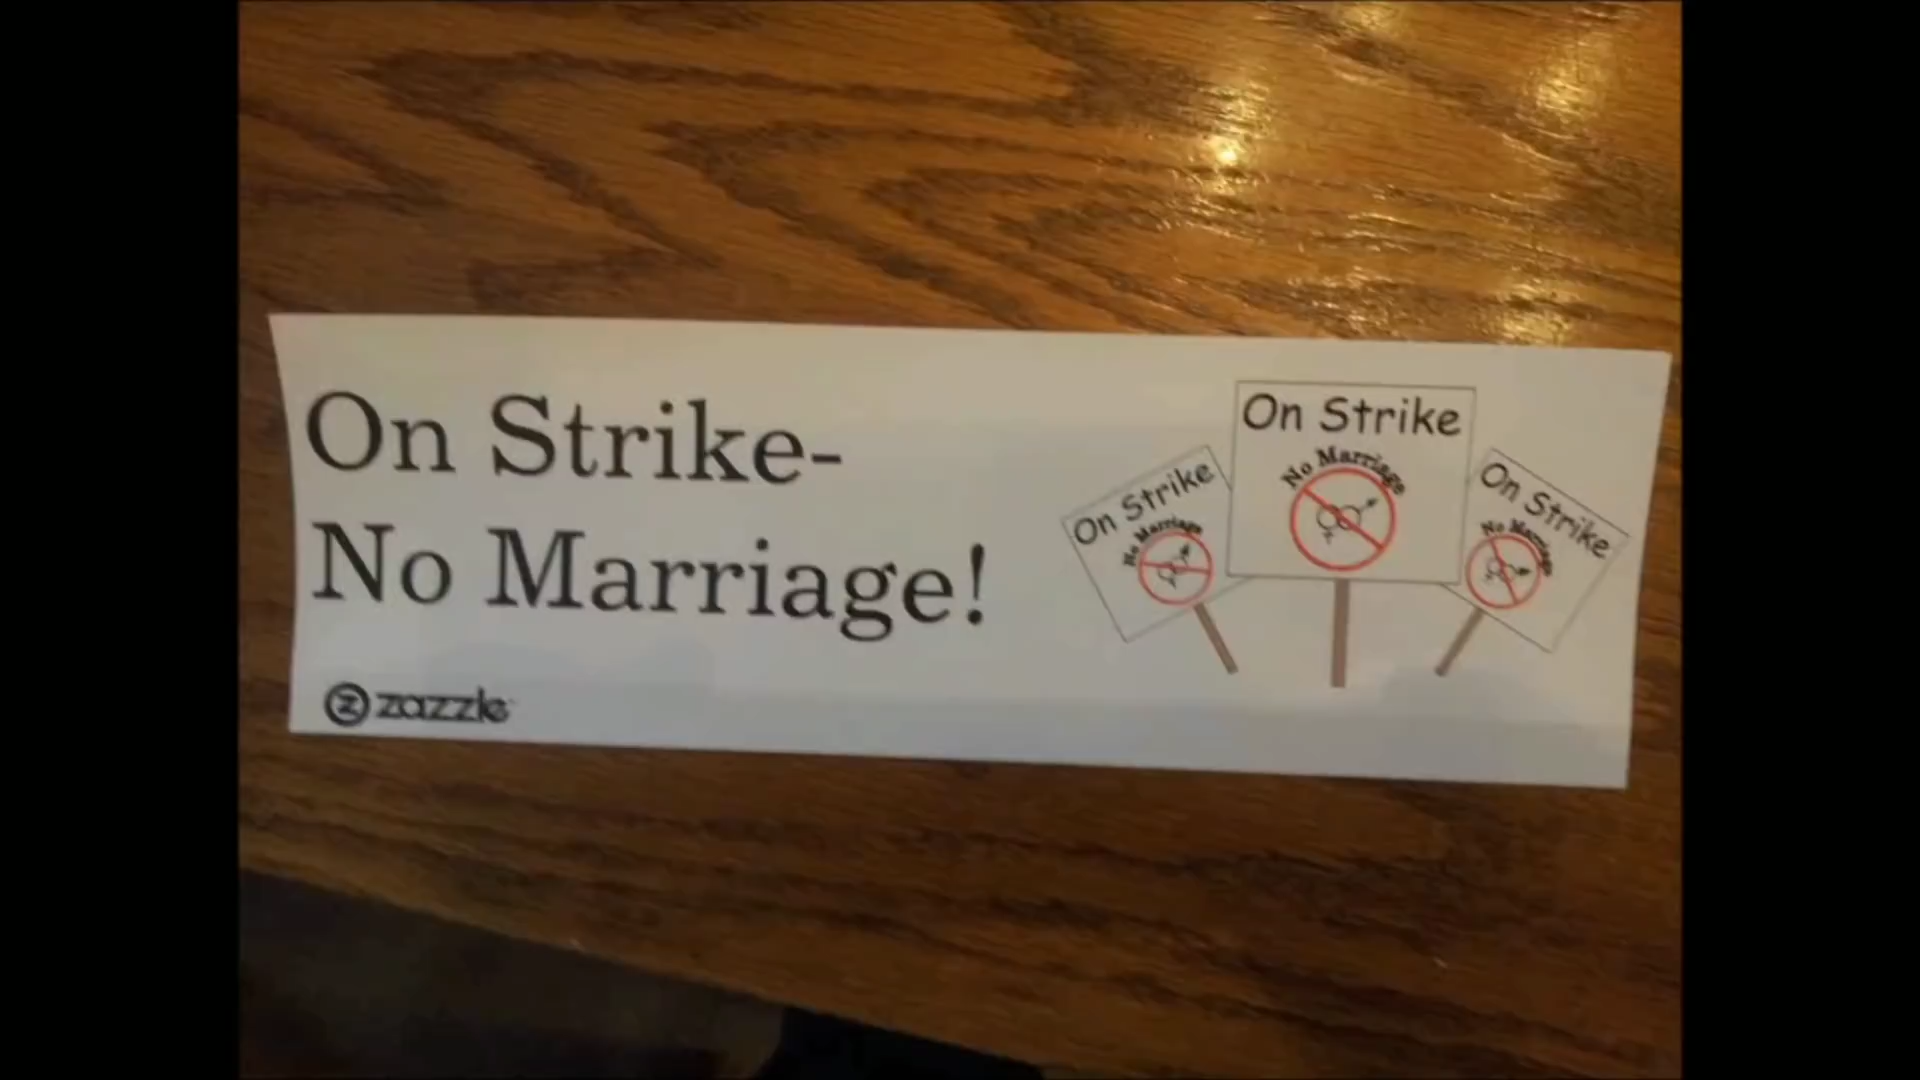 On Strike-
No Marriage!
zazzle
On Strike
No Marriage
On Strike
No Marriage
On Strike
No Marriage